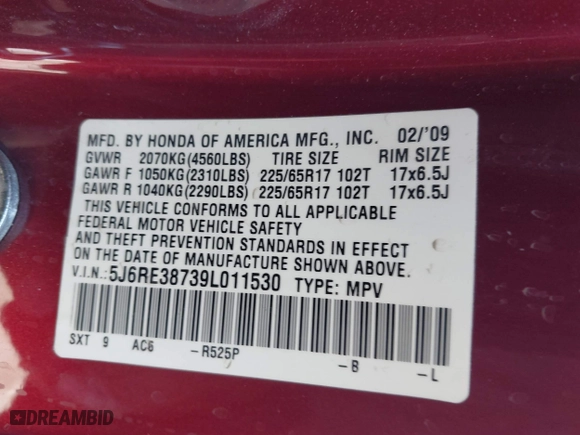 MFD. BY HONDA OF AMERICA MFG., INC. 02/'09
GVWR 2070KG(4560LBS) TIRE SIZE RIM SIZE
GAWR F 1050KG(2310LBS) 225/65R17 102T 17x6.5J
GAWR R 1040KG(2290LBS) 225/65R17 102T 17x6.5J
THIS VEHICLE CONFORMS TO ALL APPLICABLE
FEDERAL MOTOR VEHICLE SAFETY
AND THEFT PREVENTION STANDARDS IN EFFECT
ON THE DATE OF MANUFACTURE SHOWN ABOVE.
V.I.N.:5J6RE38739L011530 TYPE: MPV
SXT 9 AC6 -R525P -B -L
DREAMBID